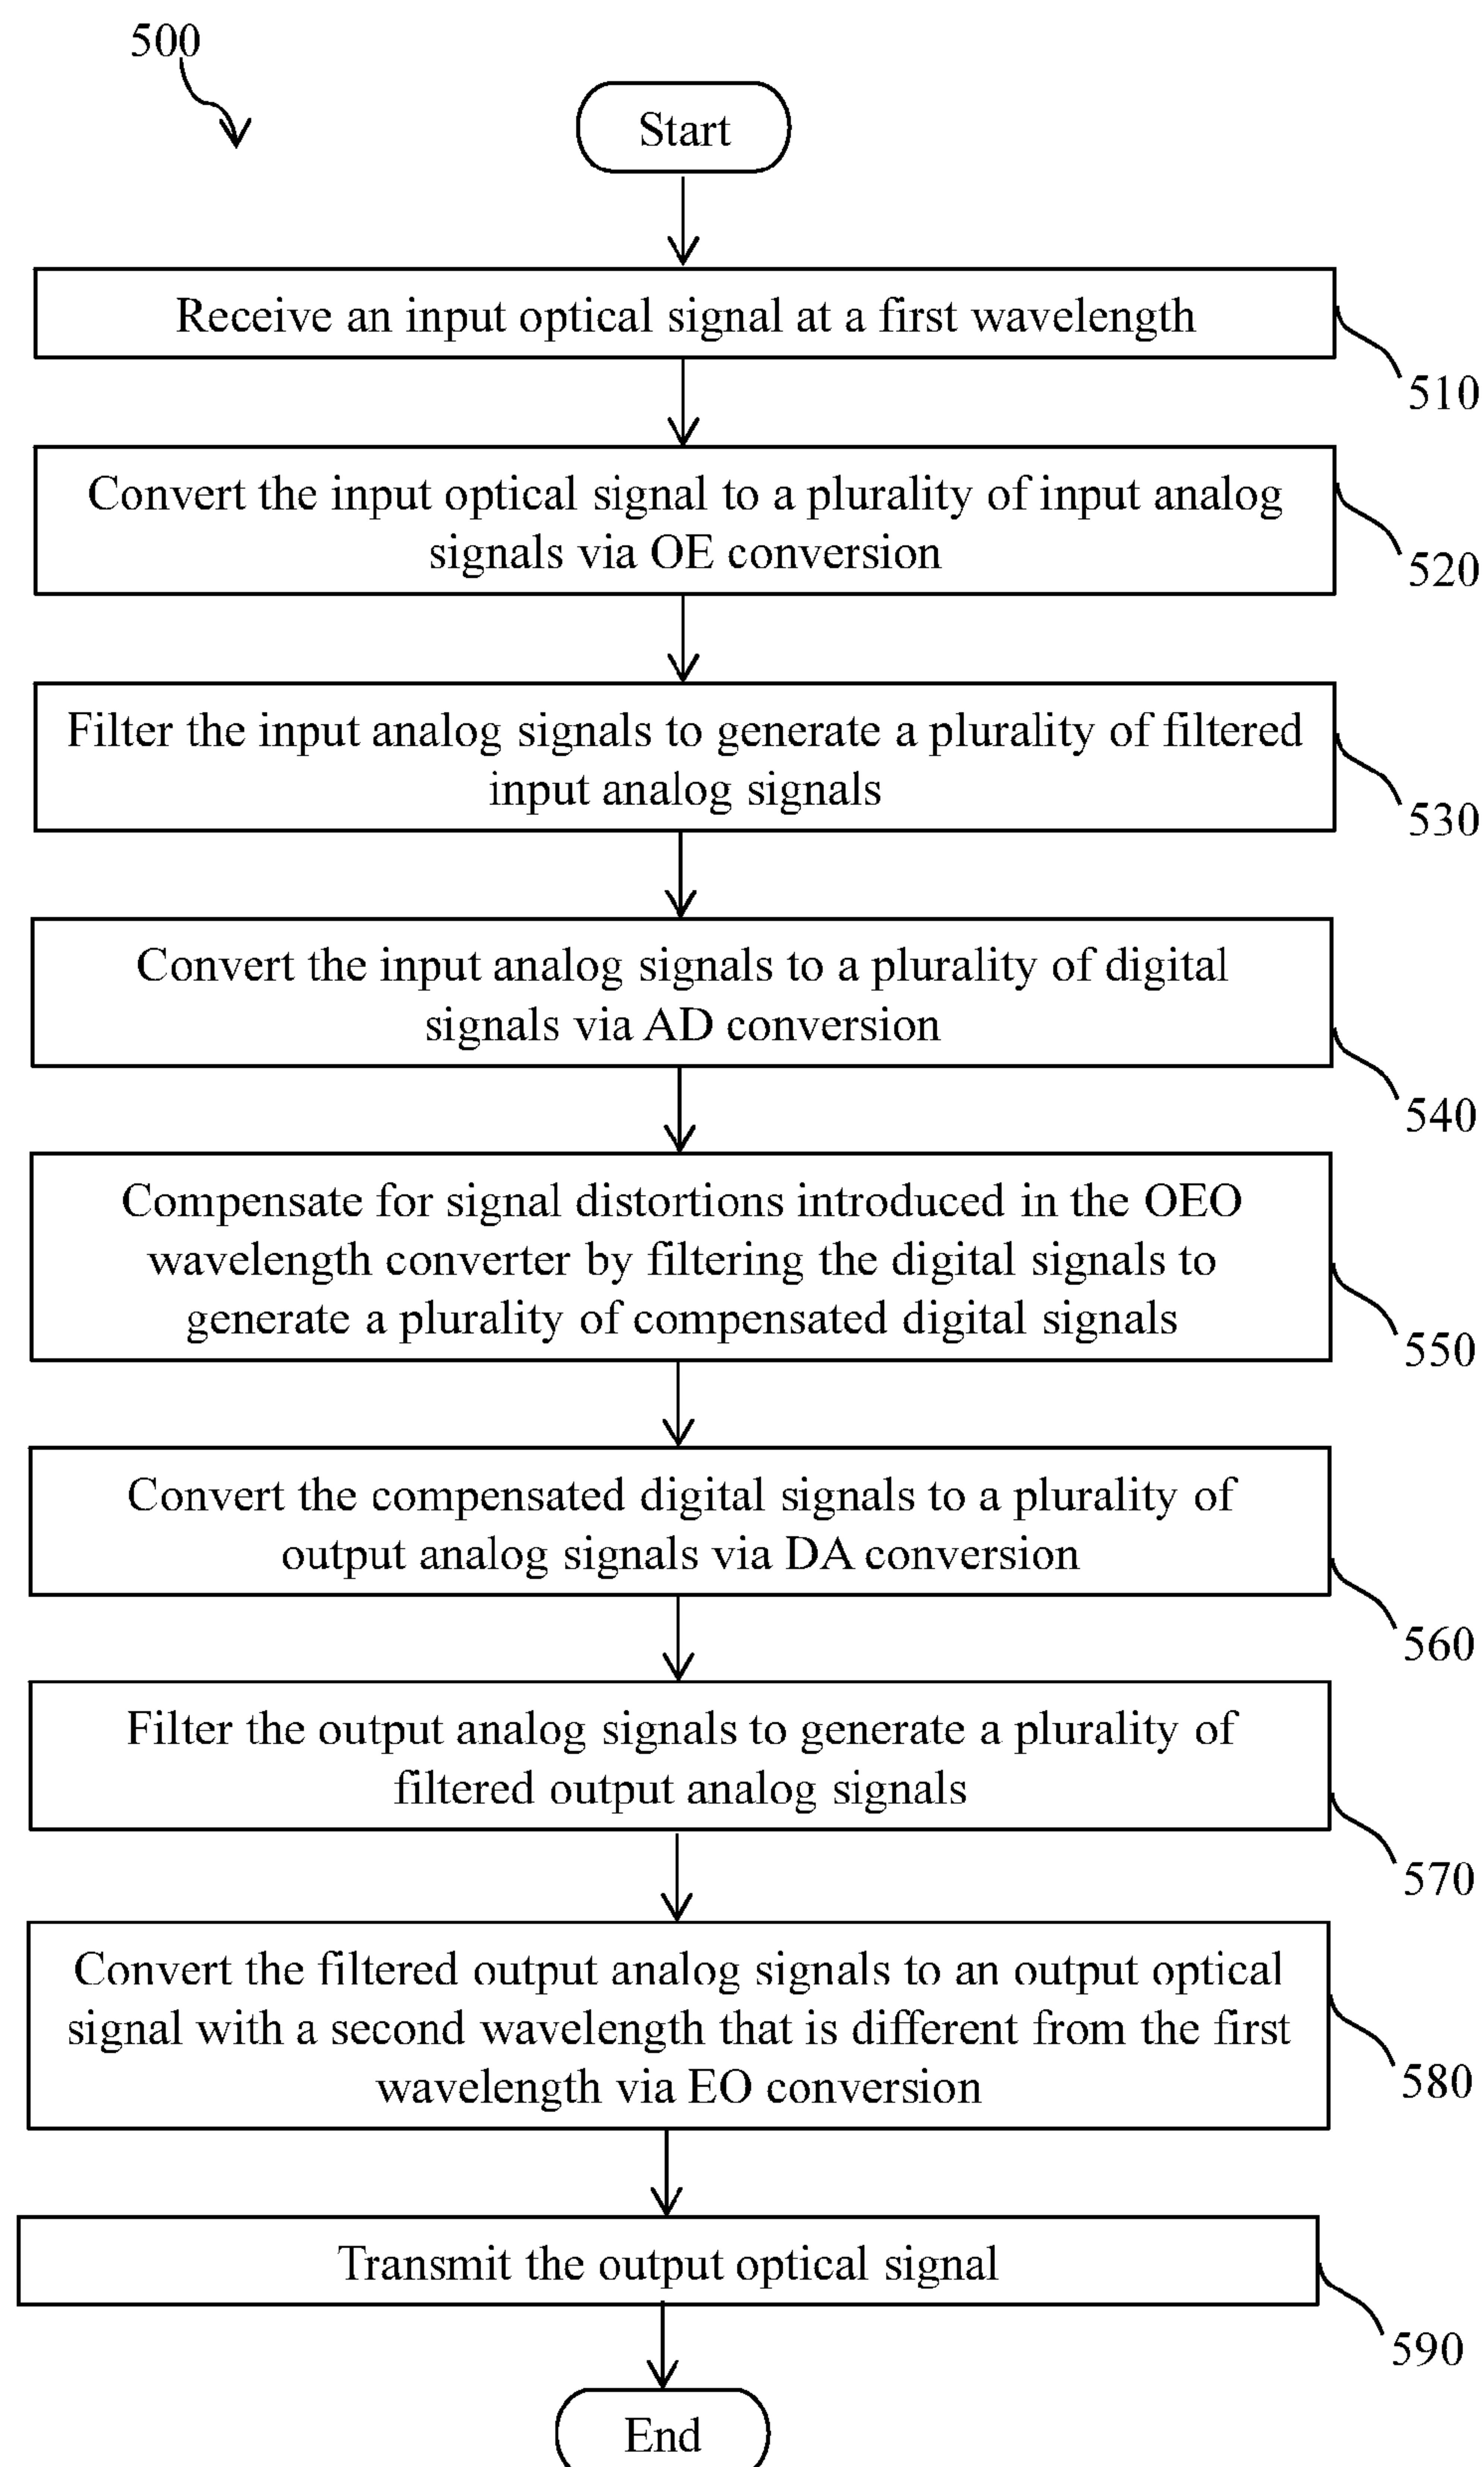 500
Start
Receive an input optical signal at a first wavelength
510
Convert the input optical signal to a plurality of input analog
signals via OE conversion
520
Filter the input analog signals to generate a plurality of filtered
input analog signals
530
Convert the input analog signals to a plurality of digital
signals via AD conversion
540
Compensate for signal distortions introduced in the OEO
wavelength converter by filtering the digital signals to
generate a plurality of compensated digital signals
550
Convert the compensated digital signals to a plurality of
output analog signals via DA conversion
560
Filter the output analog signals to generate a plurality of
filtered output analog signals
570
Convert the filtered output analog signals to an output optical
signal with a second wavelength that is different from the first
wavelength via EO conversion
580
Transmit the output optical signal
590
End